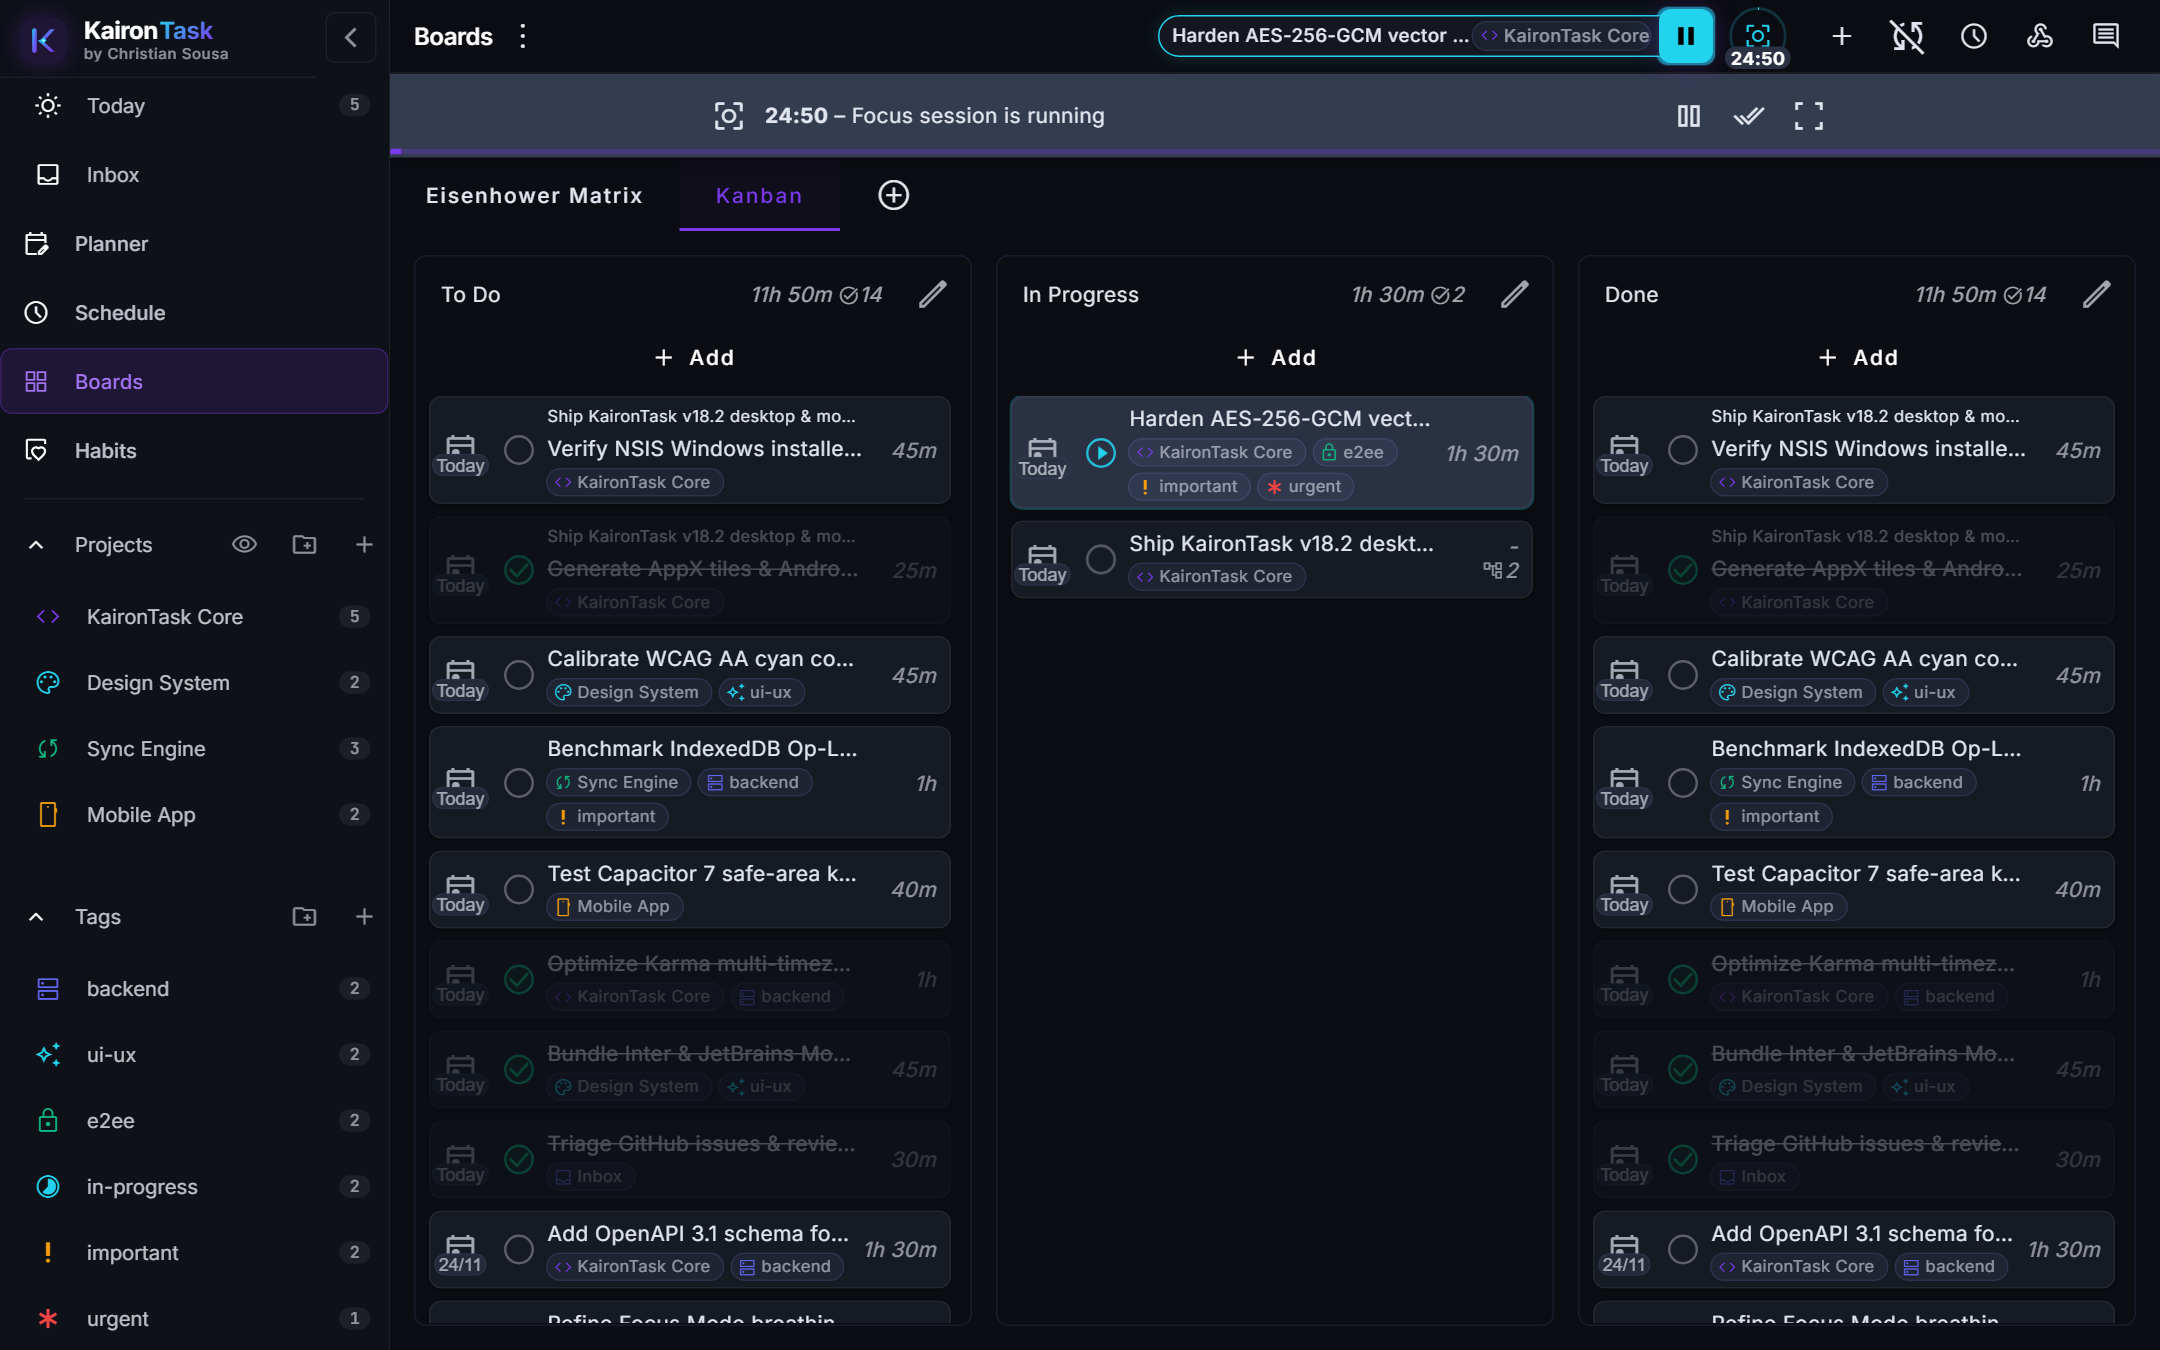 KaironTask
by Christian Sousa
Today 5
Inbox
Planner
Schedule
Boards
Habits
Projects
KaironTask Core 5
Design System 2
Sync Engine 3
Mobile App 2
Tags
backend 2
ui-ux 2
e2ee 2
in-progress 2
important 2
urgent 1
Boards
Harden AES-256-GCM vector ... KaironTask Core
24:50
24:50 – Focus session is running
Eisenhower Matrix
Kanban
To Do 11h 50m 14
+ Add
Ship KaironTask v18.2 desktop & mo...
Today Verify NSIS Windows installe... 45m
KaironTask Core
Ship KaironTask v18.2 desktop & mo...
Today Generate AppX tiles & Andro... 25m
KaironTask Core
Calibrate WCAG AA cyan co...
Today 45m
Design System ui-ux
Benchmark IndexedDB Op-L...
Sync Engine backend
Today 1h
important
Test Capacitor 7 safe-area k...
Today 40m
Mobile App
Optimize Karma multi-timez...
Today 1h
KaironTask Core backend
Bundle Inter & JetBrains Mo...
Today 45m
Design System ui-ux
Triage GitHub issues & revie...
Today 30m
Inbox
Add OpenAPI 3.1 schema fo...
24/11 1h 30m
KaironTask Core backend
Refine Focus Mode breathin
In Progress 1h 30m 2
+ Add
Harden AES-256-GCM vect...
KaironTask Core e2ee
Today 1h 30m
important urgent
Ship KaironTask v18.2 deskt... -
Today 2
KaironTask Core
Done 11h 50m 14
+ Add
Ship KaironTask v18.2 desktop & mo...
Today Verify NSIS Windows installe... 45m
KaironTask Core
Ship KaironTask v18.2 desktop & mo...
Today Generate AppX tiles & Andro... 25m
KaironTask Core
Calibrate WCAG AA cyan co...
Today 45m
Design System ui-ux
Benchmark IndexedDB Op-L...
Sync Engine backend
Today 1h
important
Test Capacitor 7 safe-area k...
Today 40m
Mobile App
Optimize Karma multi-timez...
Today 1h
KaironTask Core backend
Bundle Inter & JetBrains Mo...
Today 45m
Design System ui-ux
Triage GitHub issues & revie...
Today 30m
Inbox
Add OpenAPI 3.1 schema fo...
24/11 1h 30m
KaironTask Core backend
Refine Focus Mode breathin